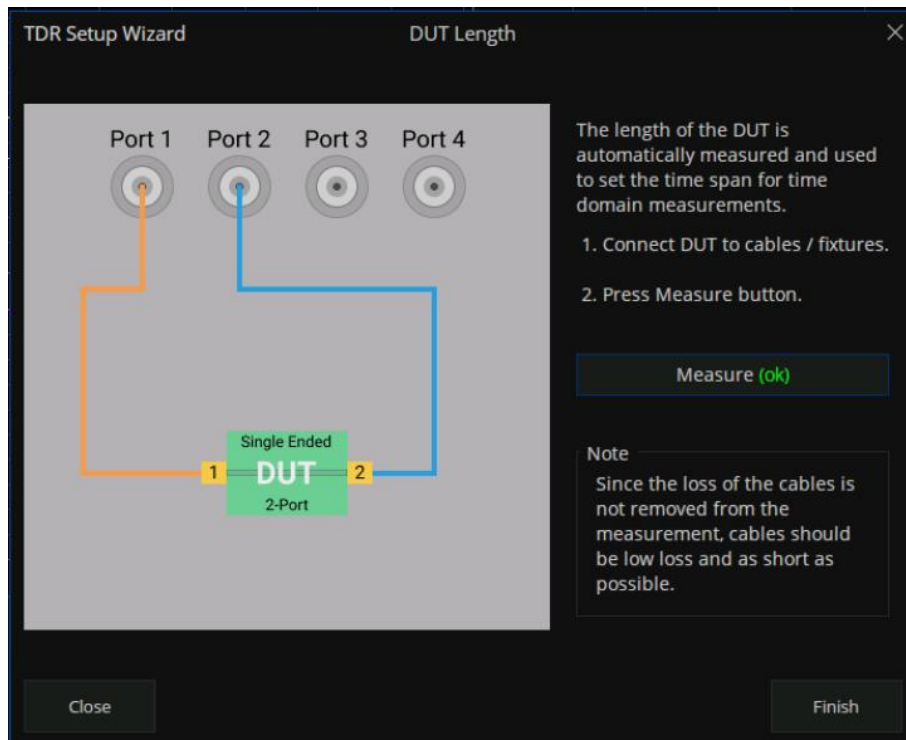 TDR Setup Wizard
DUT Length
Port 1
Port 2
Port 3
Port 4
Single Ended
1
DUT
2
2-Port
The length of the DUT is
automatically measured and used
to set the time span for time
domain measurements.
1. Connect DUT to cables / fixtures.
2. Press Measure button.
Measure (ok)
Note
Since the loss of the cables is
not removed from the
measurement, cables should
be low loss and as short as
possible.
Close
Finish